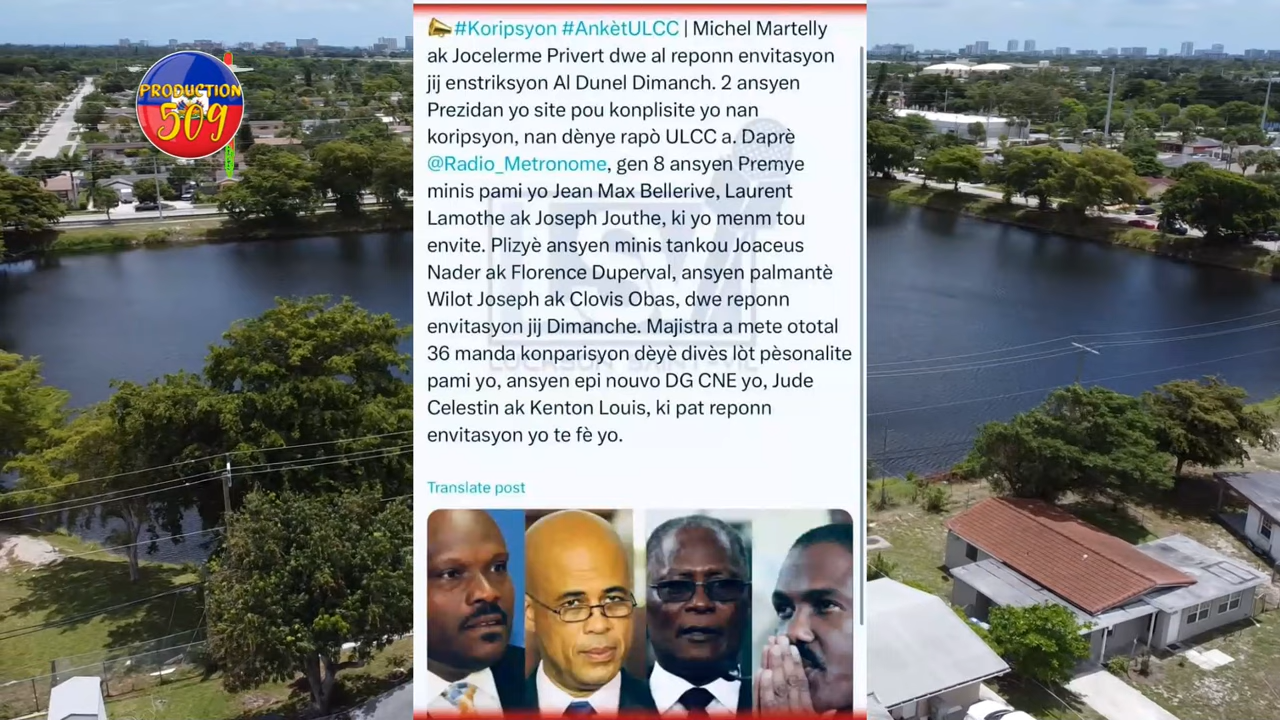 PRODUCTION
509
#Koripsyon #AnkètULCC | Michel Martelly
ak Jocelerme Privert dwe al reponn envitasyon
jij enstriksyon Al Dunel Dimanch. 2 ansyen
Prezidan yo site pou konplisite yo nan
koripsyon, nan dènye rapò ULCC a. Daprè
@Radio_Metronome, gen 8 ansyen Premye
minis pami yo Jean Max Bellerive, Laurent
Lamothe ak Joseph Jouthe, ki yo menm tou
envite. Plizyè ansyen minis tankou Joaceus
Nader ak Florence Duperval, ansyen palmantè
Wilot Joseph ak Clovis Obas, dwe reponn
envitasyon jij Dimanche. Majistra a mete ototal
36 manda konparisyon dèyè divès lòt pèsonalite
pami yo, ansyen epi nouvo DG CNE yo, Jude
Celestin ak Kenton Louis, ki pat reponn
envitasyon yo te fè yo.
Translate post